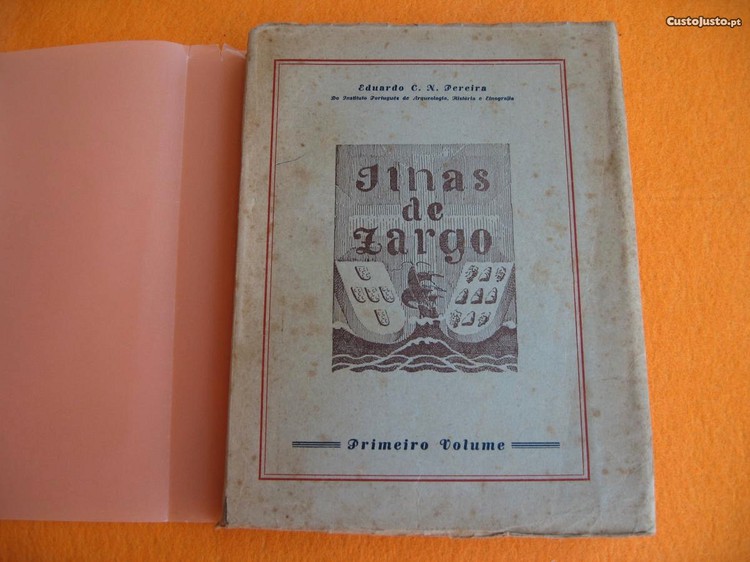 CustoJusto.pt
Eduardo C. N. Pereira
Do Instituto Português de Arqueologia, História e Etnografia
Ilhas
de
Zargo
Primeiro Volume